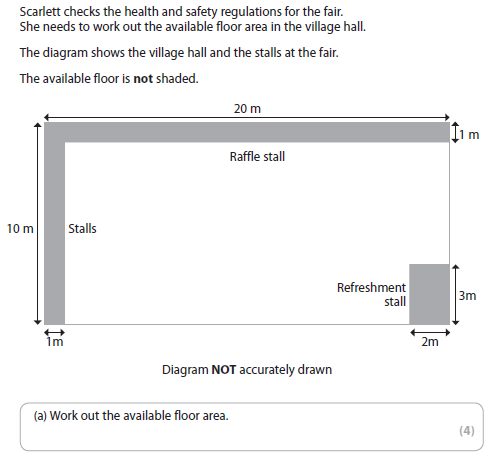 Scarlett checks the health and safety regulations for the fair.
She needs to work out the available floor area in the village hall.
The diagram shows the village hall and the stalls at the fair.
The available floor is not shaded.
20 m
1 m
Raffle stall
10 m
Stalls
Refreshment
stall
3m
1m
2m
Diagram NOT accurately drawn
(a) Work out the available floor area.
(4)